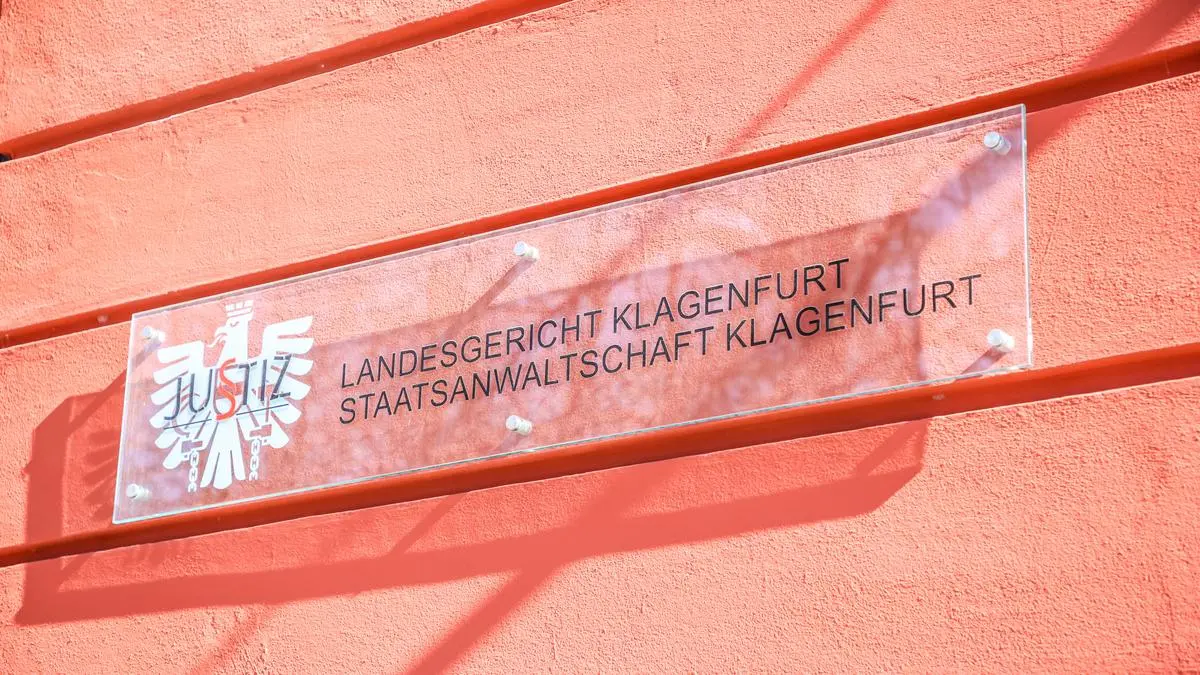 JUSTIZ
LANDESGERICHT KLAGENFURT
STAATSANWALTSCHAFT KLAGENFURT